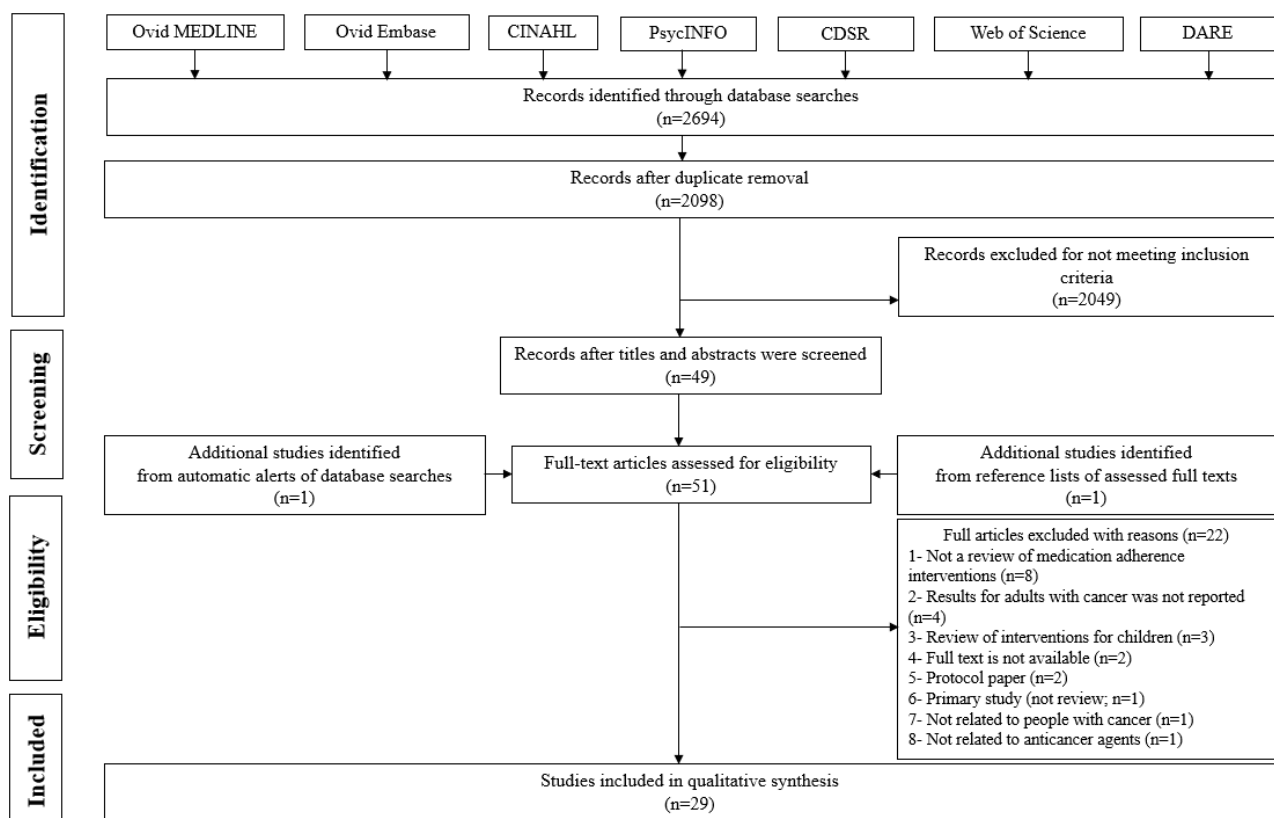 Ovid MEDLINE
Ovid Embase
CINAHL
PsycINFO
CDSR
Web of Science
DARE
Identification
Records identified through database searches
(n=2694)
Records after duplicate removal
(n=2098)
Records excluded for not meeting inclusion
criteria
(n=2049)
Screening
Records after titles and abstracts were screened
(n=49)
Additional studies identified
from automatic alerts of database searches
(n=1)
Full-text articles assessed for eligibility
(n=51)
Additional studies identified
from reference lists of assessed full texts
(n=1)
Eligibility
Full articles excluded with reasons (n=22)
1- Not a review of medication adherence
interventions (n=8)
2- Results for adults with cancer was not reported
(n=4)
3- Review of interventions for children (n=3)
4- Full text is not available (n=2)
5- Protocol paper (n=2)
6- Primary study (not review; n=1)
7- Not related to people with cancer (n=1)
8- Not related to anticancer agents (n=1)
Included
Studies included in qualitative synthesis
(n=29)